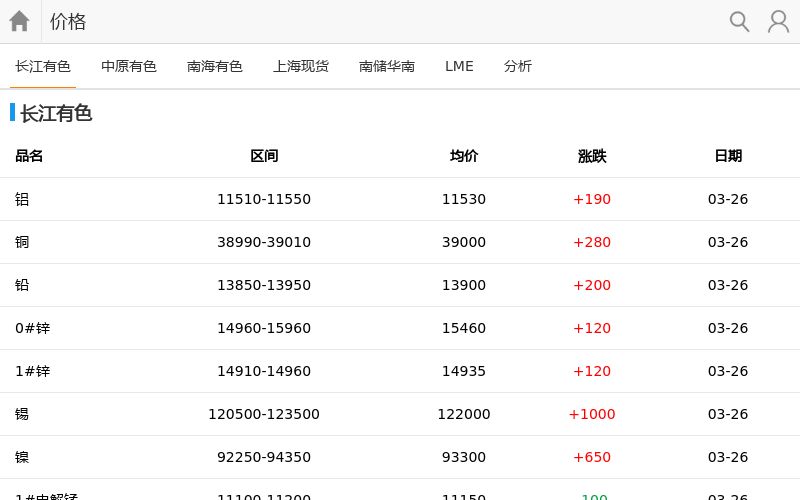 价格
长江有色 中原有色 南海有色 上海现货 南储华南 LME 分析
长江有色
品名 区间 均价 涨跌 日期
铝 11510-11550 11530 +190 03-26
铜 38990-39010 39000 +280 03-26
铅 13850-13950 13900 +200 03-26
0#锌 14960-15960 15460 +120 03-26
1#锌 14910-14960 14935 +120 03-26
锡 120500-123500 122000 +1000 03-26
镍 92250-94350 93300 +650 03-26
1#电解锰 11100-11200 11150 -100 03-26